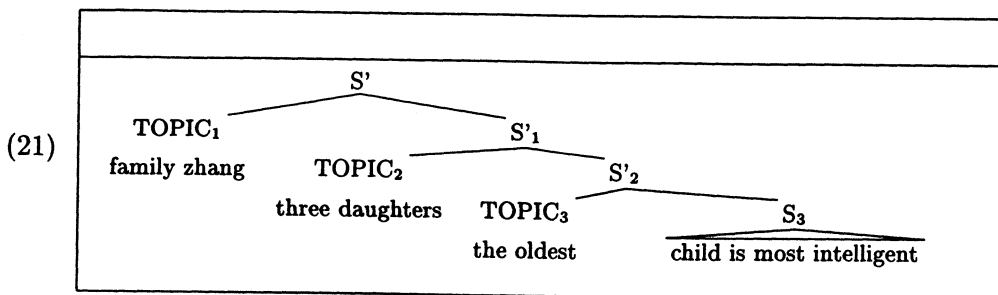 S'
TOPIC₁ S'₁
(21)
family zhang TOPIC₂ S'₂
three daughters TOPIC₃ S₃
the oldest child is most intelligent